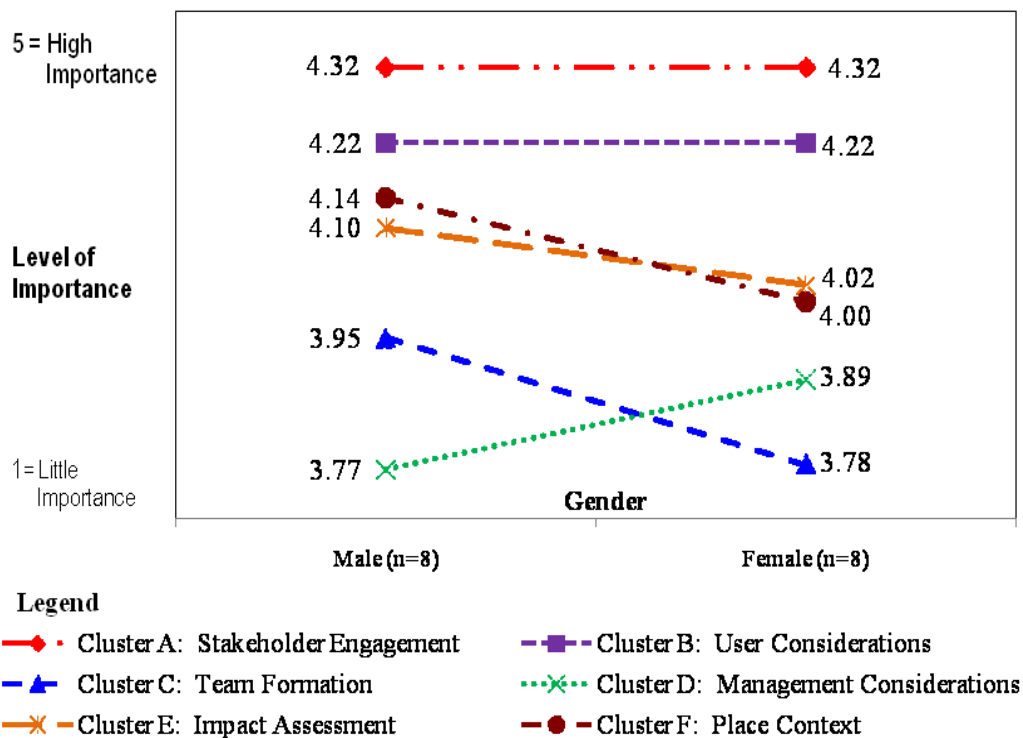 5 = High
Importance
4.32
4.32
4.22
4.22
4.14
4.10
Level of
Importance
4.02
4.00
3.95
3.89
3.77
3.78
1= Little
Importance
Gender
Male (n=8)
Female (n=8)
Legend
Cluster A: Stakeholder Engagement
Cluster B: User Considerations
Cluster C: Team Formation
Cluster D: Management Considerations
Cluster E: Impact Assessment
Cluster F: Place Context